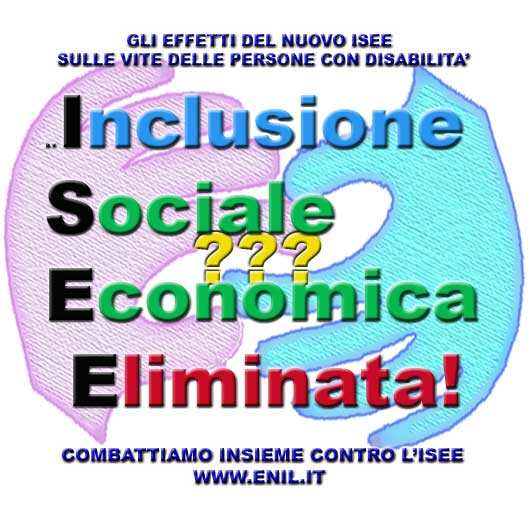 GLI EFFETTI DEL NUOVO ISEE
SULLE VITE DELLE PERSONE CON DISABILITA'
..Inclusione
Sociale
???
Economica
Eliminata!
COMBATTIAMO INSIEME CONTRO L'ISEE
WWW.ENIL.IT